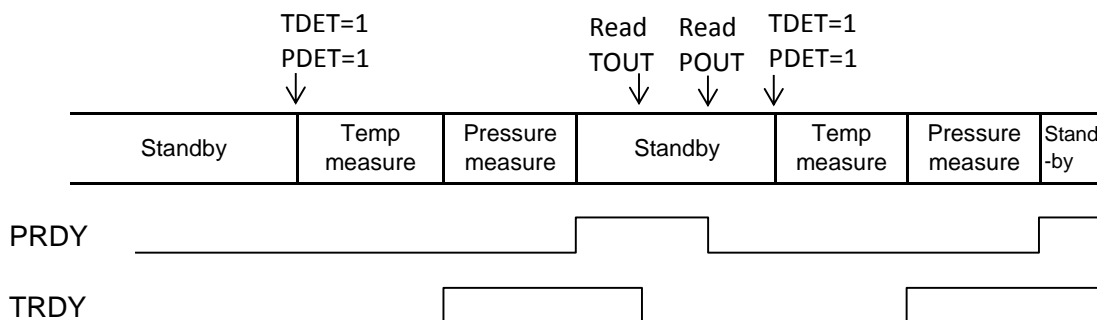 TDET=1
PDET=1
Read
TOUT
Read
POUT
TDET=1
PDET=1
Standby
Temp
measure
Pressure
measure
Standby
Temp
measure
Pressure
measure
Stand
-by
PRDY
TRDY